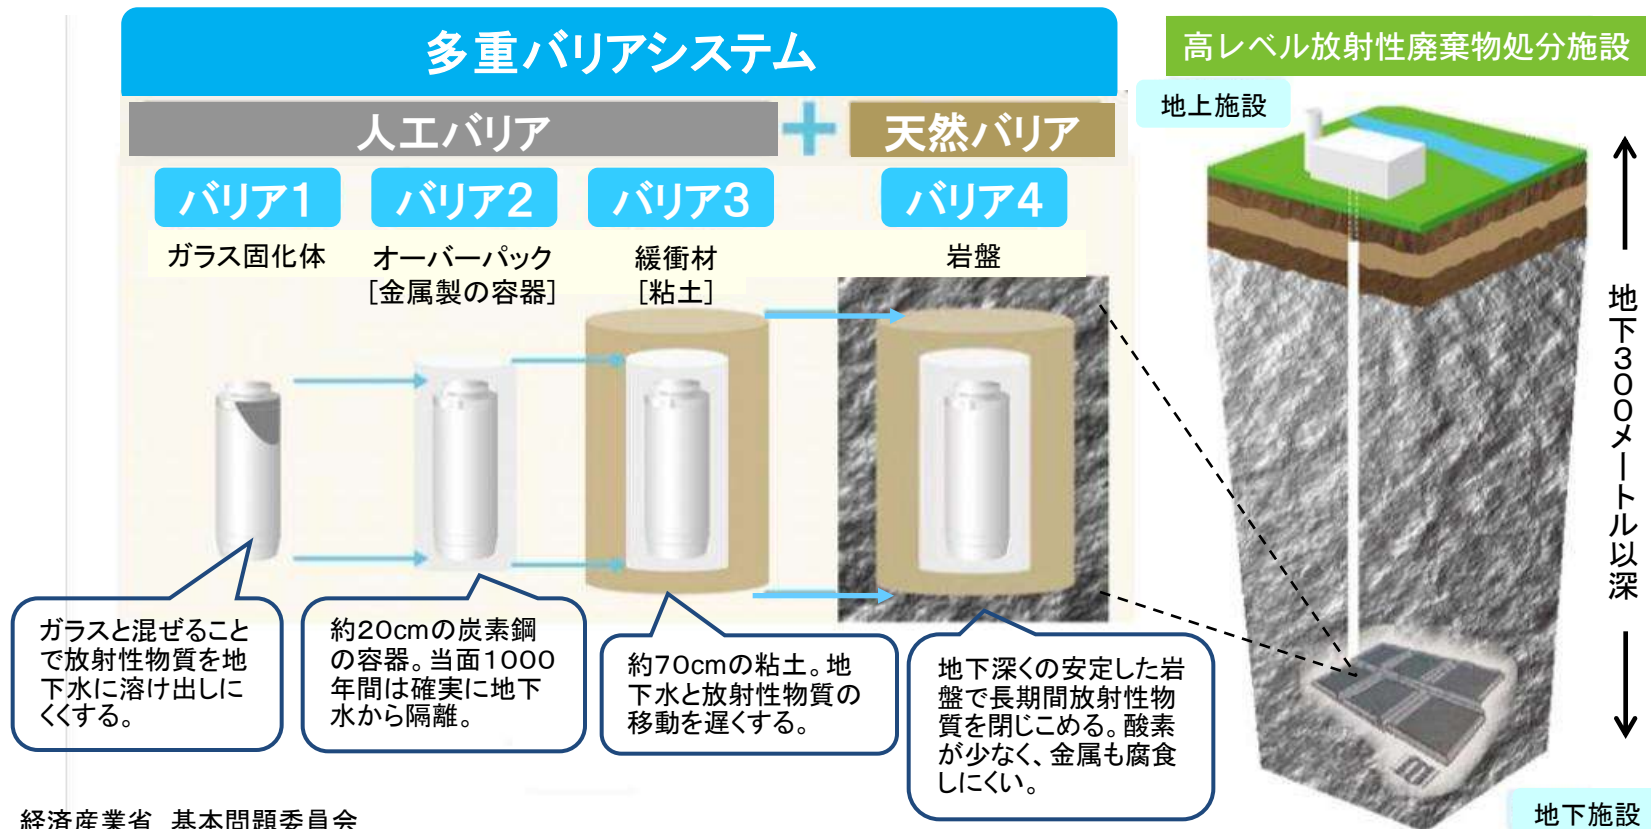 多重バリアシステム
高レベル放射性廃棄物処分施設
地上施設
人工バリア
天然バリア
バリア1
バリア2
バリア3
バリア4
ガラス固化体
オーバーパック
[金属製の容器]
緩衝材
[粘土]
岩盤
地下300メートル以深
ガラスと混ぜること
で放射性物質を地
下水に溶け出しに
くくする。
約20cmの炭素鋼
の容器。当面1000
年間は確実に地下
水から隔離。
約70cmの粘土。地
下水と放射性物質の
移動を遅くする。
地下深くの安定した岩
盤で長期間放射性物
質を閉じこめる。酸素
が少なく、金属も腐食
しにくい。
地下施設
経済産業省 基本問題委員会